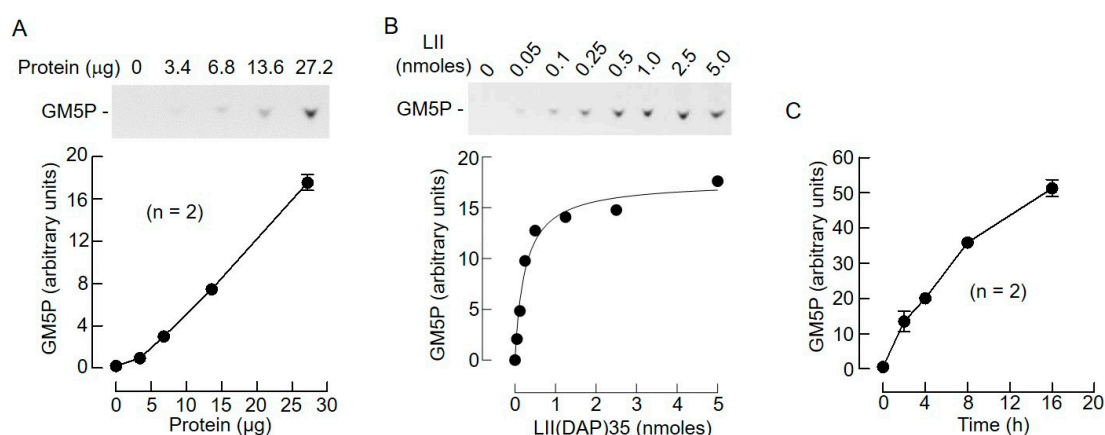 A
Protein (μg) 0 3.4 6.8 13.6 27.2
GM5P -
GM5P (arbitrary units)
20
16
12
8
4
0
(n = 2)
0 5 10 15 20 25 30
Protein (μg)
B
LII
(nmoles)
0 0.05 0.1 0.25 0.5 1.0 2.5 5.0
GM5P -
GM5P (arbitrary units)
20
15
10
5
0
0 1 2 3 4 5
LII(DAP)35 (nmoles)
C
GM5P (arbitrary units)
60
50
40
30
20
10
0
(n = 2)
0 4 8 12 16 20
Time (h)